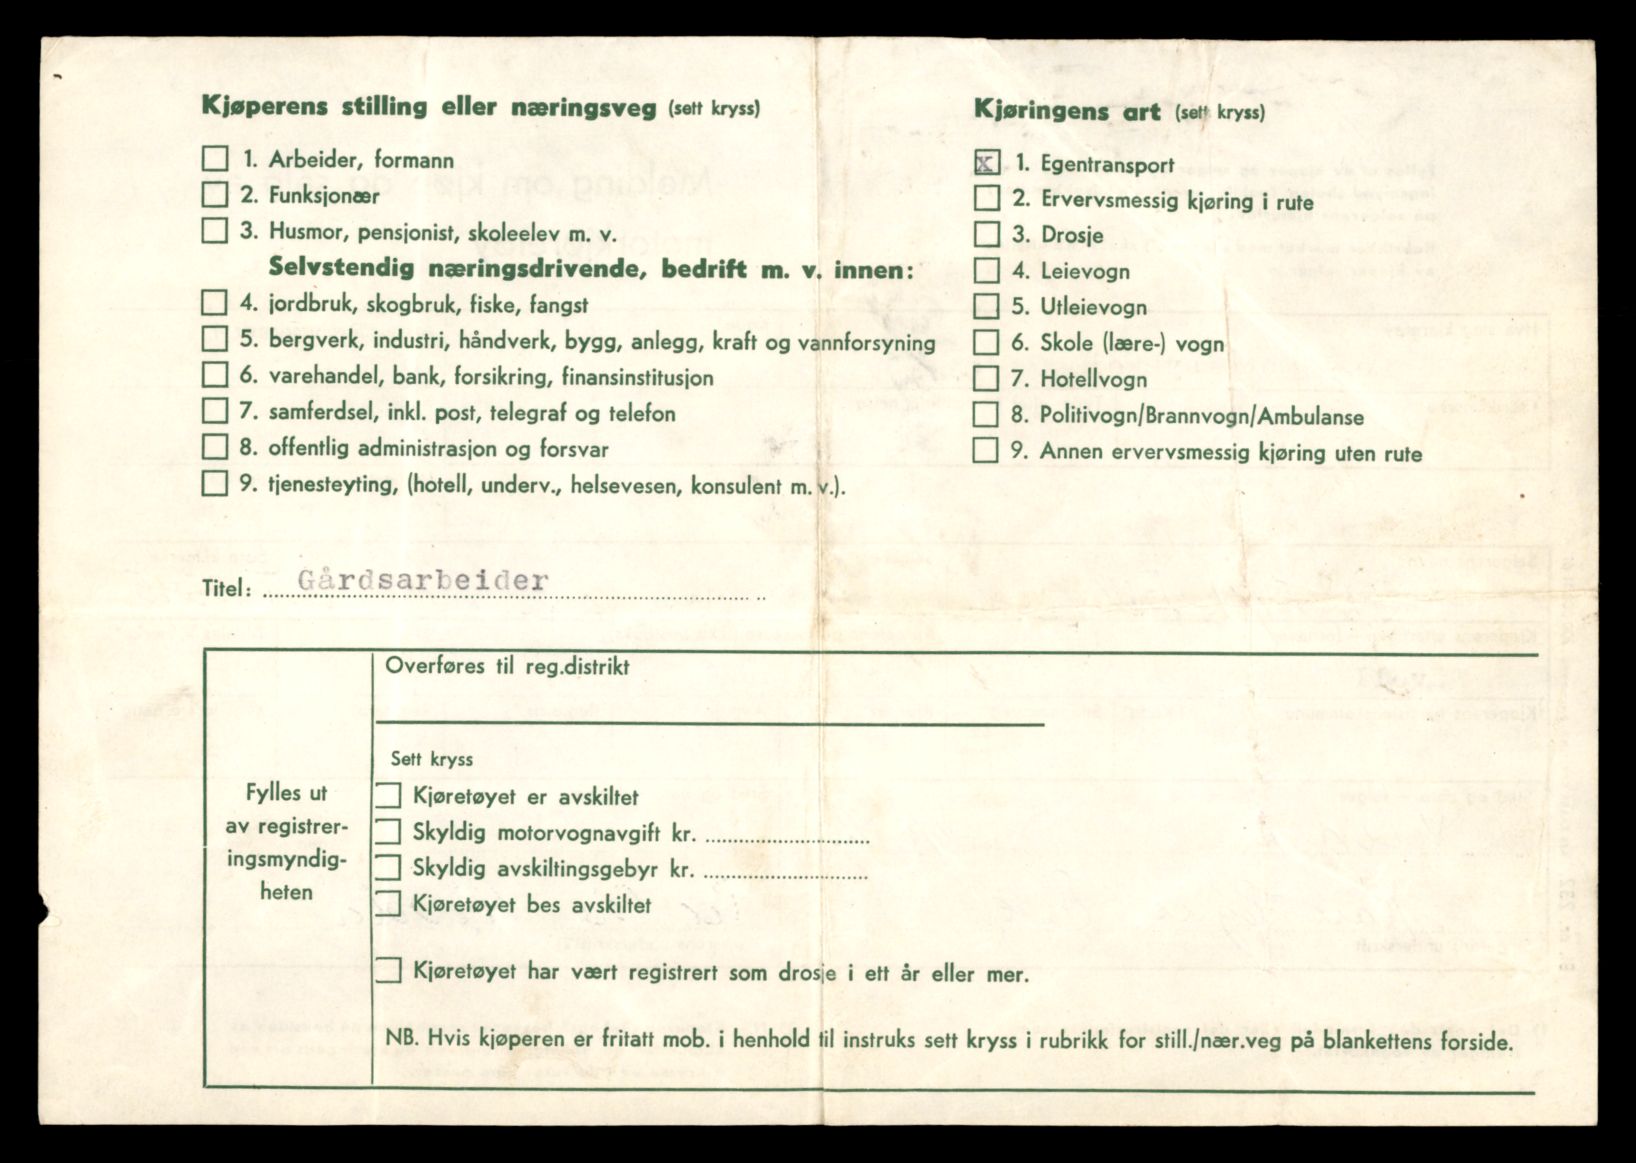 Kjøperens stilling eller næringsveg (sett kryss)
1. Arbeider, formann
2. Funksjonær
3. Husmor, pensjonist, skoleelev m. v.
Selvstendig næringsdrivende, bedrift m. v. innen:
4. jordbruk, skogbruk, fiske, fangst
5. bergverk, industri, håndverk, bygg, anlegg, kraft og vannforsyning
6. varehandel, bank, forsikring, finansinstitusjon
7. samferdsel, inkl. post, telegraf og telefon
8. offentlig administrasjon og forsvar
9. tjenesteyting, (hotell, underv., helsevesen, konsulent m. v.).
Kjøringens art (sett kryss)
x 1. Egentransport
2. Ervervsmessig kjøring i rute
3. Drosje
4. Leievogn
5. Utleievogn
6. Skole (lære-) vogn
7. Hotellvogn
8. Politivogn/Brannvogn/Ambulanse
9. Annen ervervsmessig kjøring uten rute
Titel: Gårdsarbeider
Fylles ut
av registrer-
ingsmyndig-
heten
Overføres til reg.distrikt
Sett kryss
Kjøretøyet er avskiltet
Skyldig motorvognavgift kr.
Skyldig avskiltingsgebyr kr.
Kjøretøyet bes avskiltet
Kjøretøyet har vært registrert som drosje i ett år eller mer.
NB. Hvis kjøperen er fritatt mob. i henhold til instruks sett kryss i rubrikk for still./nær.veg på blankettens forside.